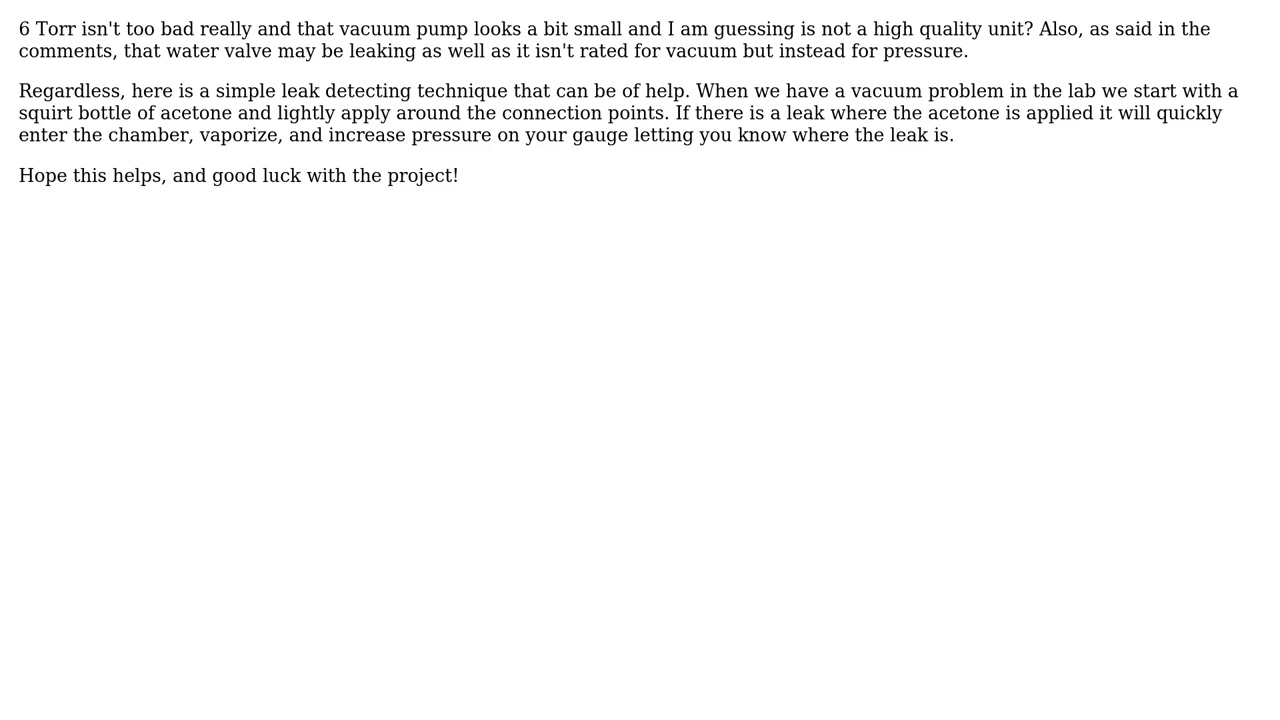 6 Torr isn't too bad really and that vacuum pump looks a bit small and I am guessing is not a high quality unit? Also, as said in the
comments, that water valve may be leaking as well as it isn't rated for vacuum but instead for pressure.
Regardless, here is a simple leak detecting technique that can be of help. When we have a vacuum problem in the lab we start with a
squirt bottle of acetone and lightly apply around the connection points. If there is a leak where the acetone is applied it will quickly
enter the chamber, vaporize, and increase pressure on your gauge letting you know where the leak is.
Hope this helps, and good luck with the project!